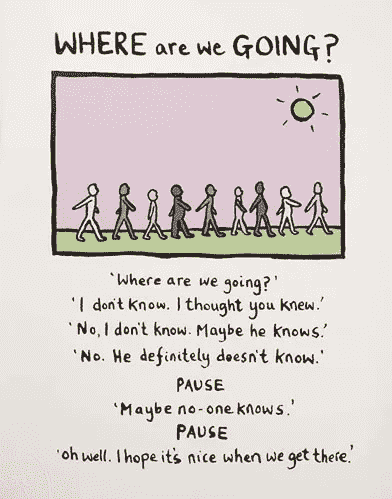 WHERE are we GOING?
'Where are we going?'
'I don't know. I thought you knew.'
'No, I don't know. Maybe he knows.'
'No. He definitely doesn't know.'
PAUSE
'Maybe no-one knows.'
PAUSE
'oh well. I hope it's nice when we get there.'